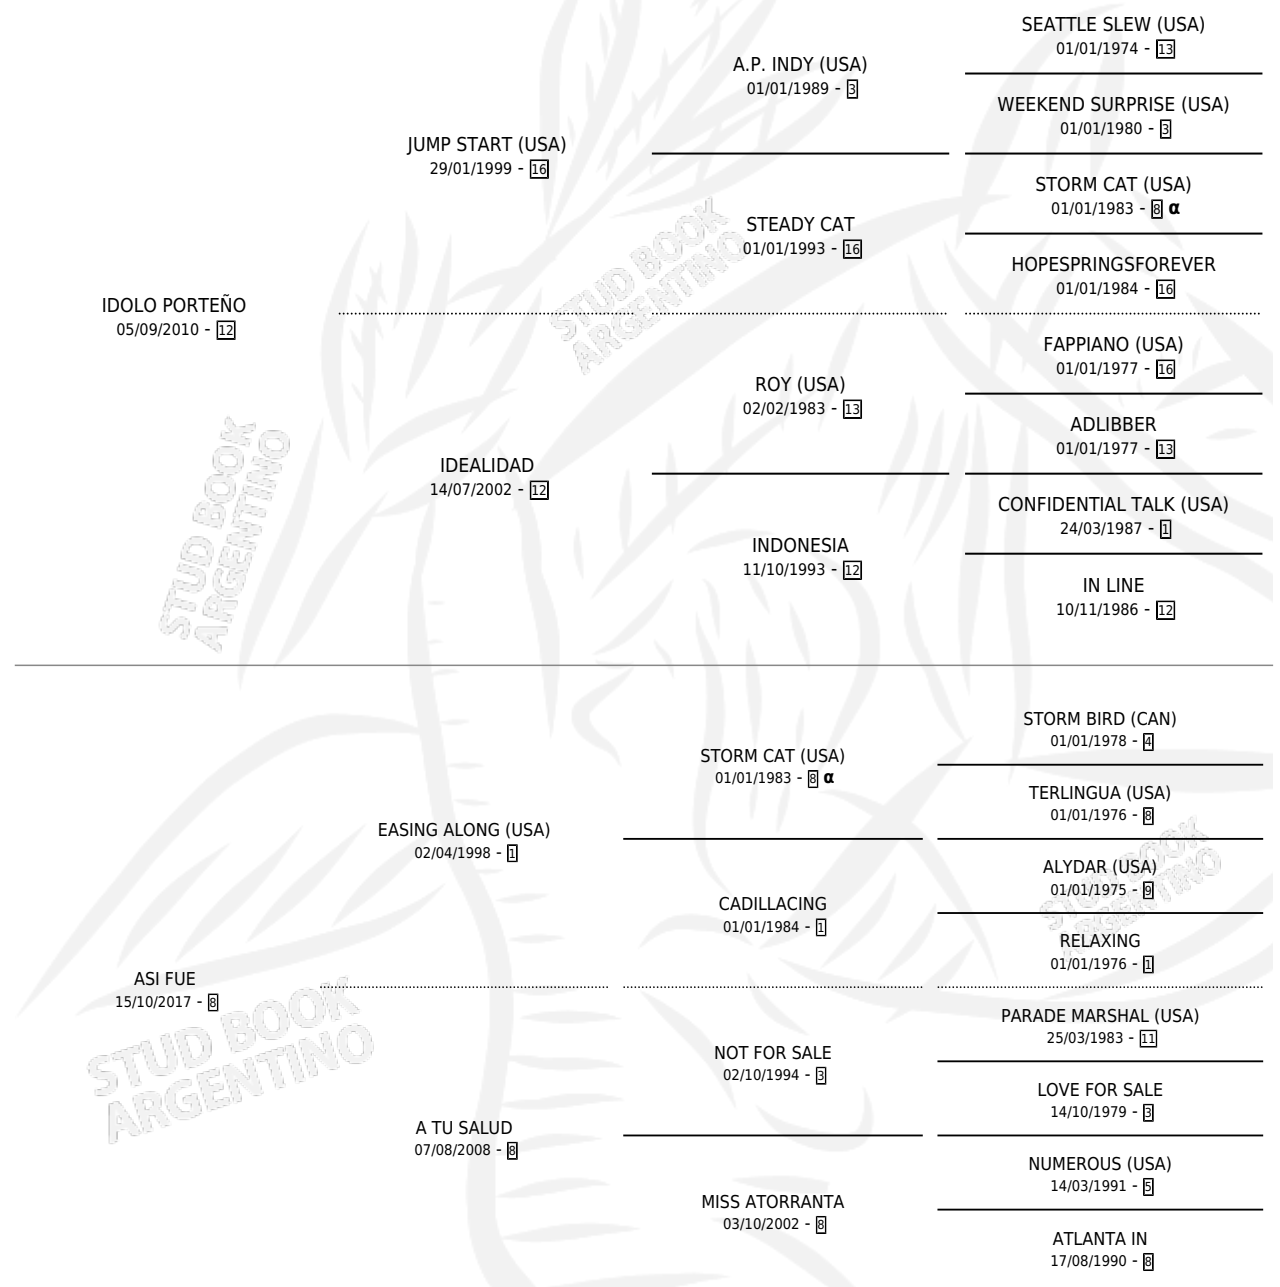 SEATTLE SLEW (USA)
01/01/1974 - 13
A.P. INDY (USA)
01/01/1989 - 3
WEEKEND SURPRISE (USA)
01/01/1980 - 3
JUMP START (USA)
29/01/1999 - 16
STORM CAT (USA)
01/01/1983 - 8 α
STEADY CAT
01/01/1993 - 16
HOPESPRINGSFOREVER
01/01/1984 - 16
IDOLO PORTEÑO
05/09/2010 - 12
FAPPIANO (USA)
01/01/1977 - 16
ROY (USA)
02/02/1983 - 13
ADLIBBER
01/01/1977 - 13
IDEALIDAD
14/07/2002 - 12
CONFIDENTIAL TALK (USA)
24/03/1987 - 1
INDONESIA
11/10/1993 - 12
IN LINE
10/11/1986 - 12
STORM BIRD (CAN)
01/01/1978 - 4
STORM CAT (USA)
01/01/1983 - 8 α
TERLINGUA (USA)
01/01/1976 - 8
EASING ALONG (USA)
02/04/1998 - 1
ALYDAR (USA)
01/01/1975 - 9
CADILLACING
01/01/1984 - 1
RELAXING
01/01/1976 - 1
ASI FUE
15/10/2017 - 8
PARADE MARSHAL (USA)
25/03/1983 - 11
NOT FOR SALE
02/10/1994 - 3
LOVE FOR SALE
14/10/1979 - 3
A TU SALUD
07/08/2008 - 8
NUMEROUS (USA)
14/03/1991 - 5
MISS ATORRANTA
03/10/2002 - 8
ATLANTA IN
17/08/1990 - 8
STUD BOOK
ARGENTINO
STUD BOOK
ARGENTINO
STUD BOOK
ARGENTINO
STUD BOOK
ARGENTINO